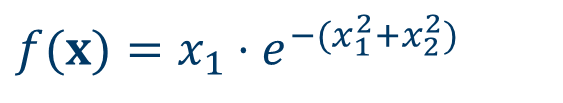 f(𝐱) = x₁ · e^{−(x₁²+x₂²)}